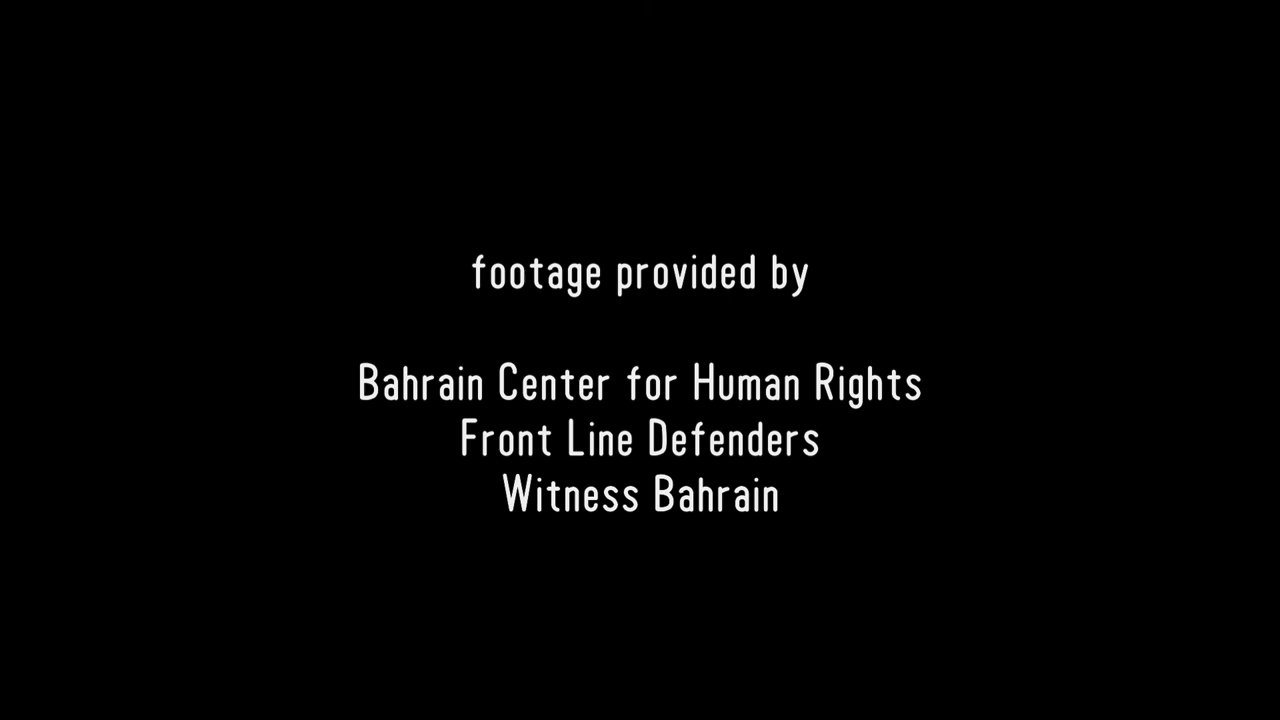 footage provided by
Bahrain Center for Human Rights
Front Line Defenders
Witness Bahrain